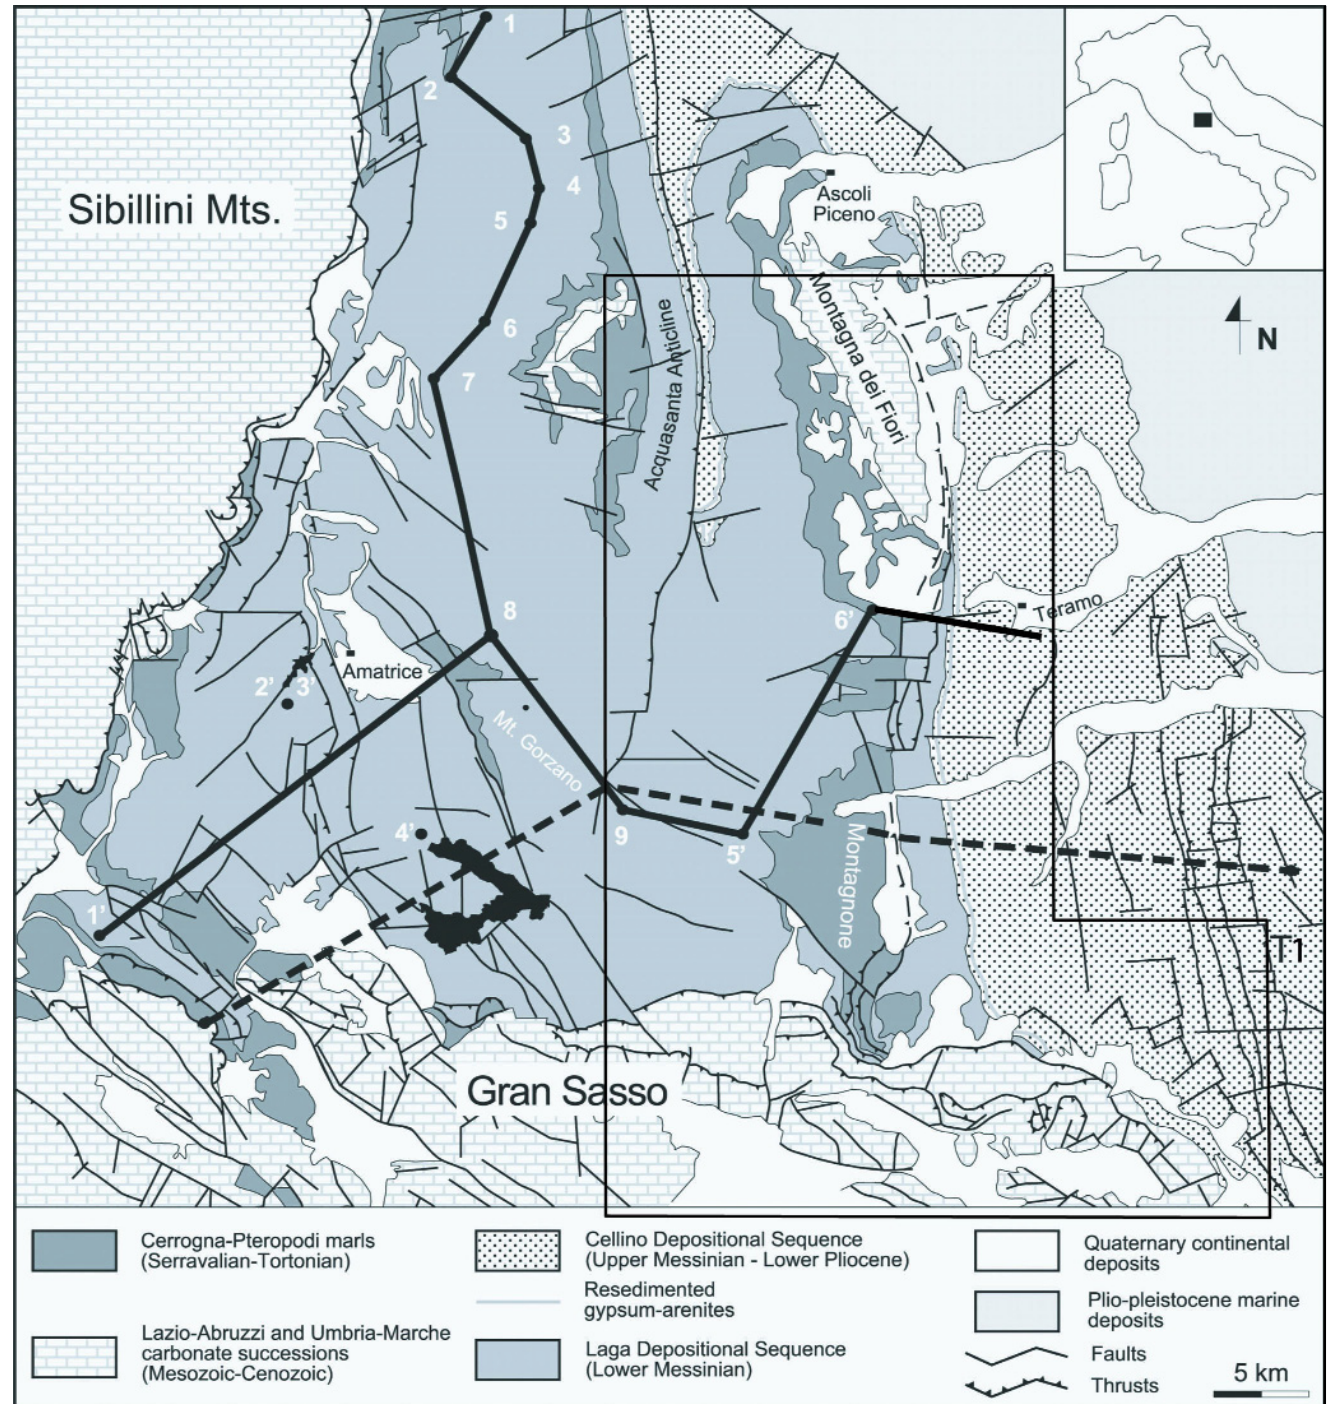 1
2
3
4
5
6
7
8
9
1'
2'
3'
4'
5'
6'
Sibillini Mts.
Ascoli
Piceno
Montagna dei Fiori
Acquasanta Anticline
N
Teramo
Amatrice
Mt. Gorzano
Montagnone
T1
Gran Sasso
Cerrogna-Pteropodi marls
(Serravalian-Tortonian)
Lazio-Abruzzi and Umbria-Marche
carbonate successions
(Mesozoic-Cenozoic)
Cellino Depositional Sequence
(Upper Messinian - Lower Pliocene)
Resedimented
gypsum-arenites
Laga Depositional Sequence
(Lower Messinian)
Quaternary continental
deposits
Plio-pleistocene marine
deposits
Faults
Thrusts
5 km